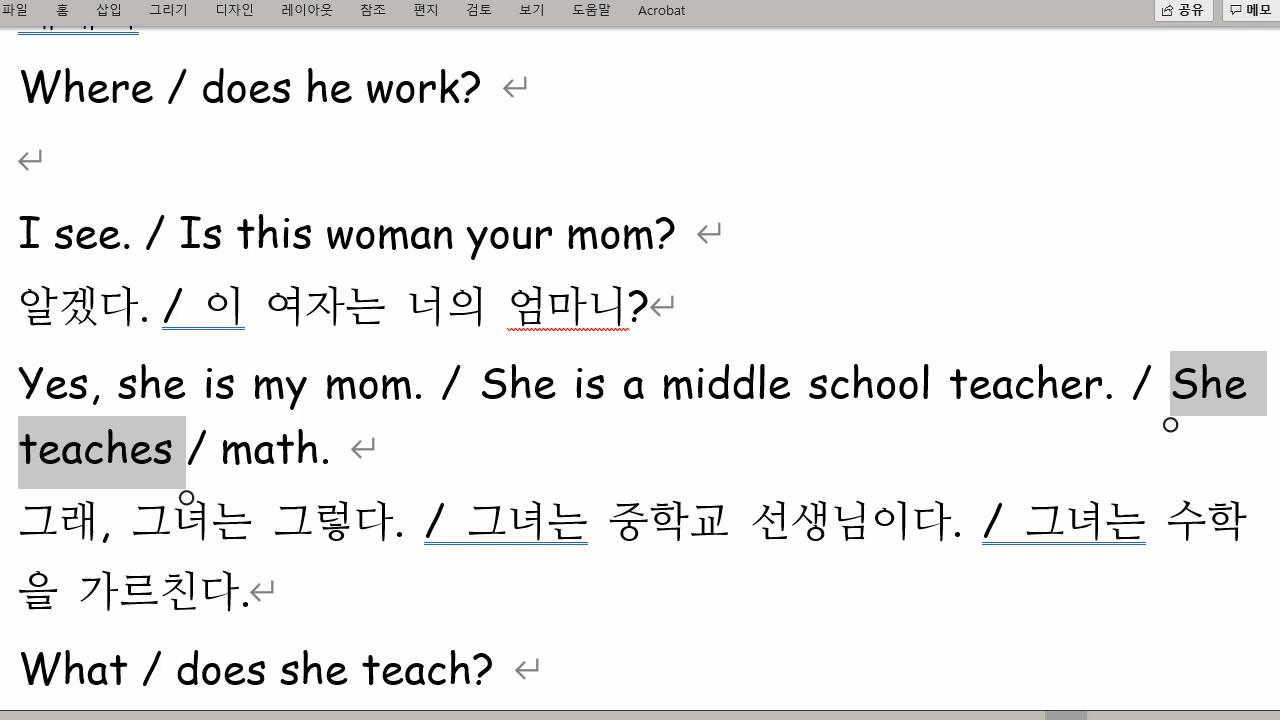 파일 홈 삽입 그리기 디자인 레이아웃 참조 편지 검토 보기 도움말 Acrobat 공유 메모
Where / does he work?
I see. / Is this woman your mom?
알겠다. / 이 여자는 너의 엄마니?
Yes, she is my mom. / She is a middle school teacher. / She
teaches / math.
그래, 그녀는 그렇다. / 그녀는 중학교 선생님이다. / 그녀는 수학
을 가르친다.
What / does she teach?